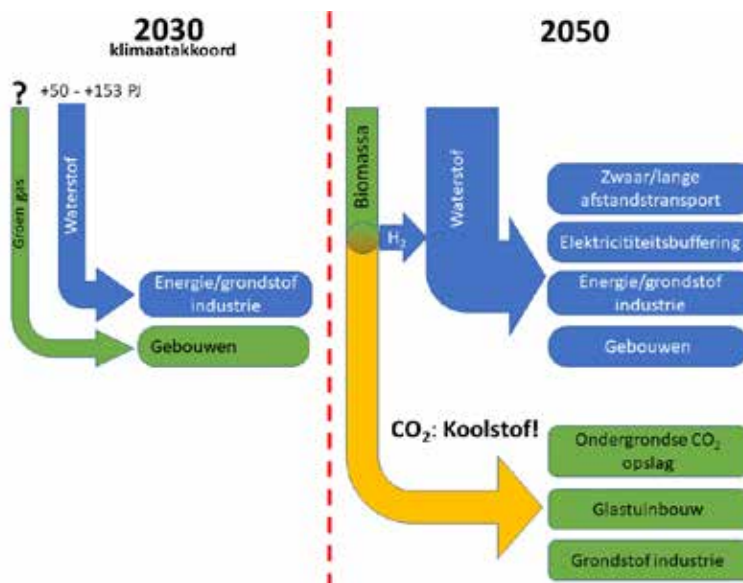 2030
klimaatakkoord
?
+50 - +153 PJ
Groen gas
Waterstof
Energie/grondstof
industrie
Gebouwen
2050
Biomassa
H₂
Waterstof
Zwaar/lange
afstandstransport
Elektricititeitsbuffering
Energie/grondstof
industrie
Gebouwen
CO₂: Koolstof!
Ondergrondse CO₂
opslag
Glastuinbouw
Grondstof industrie